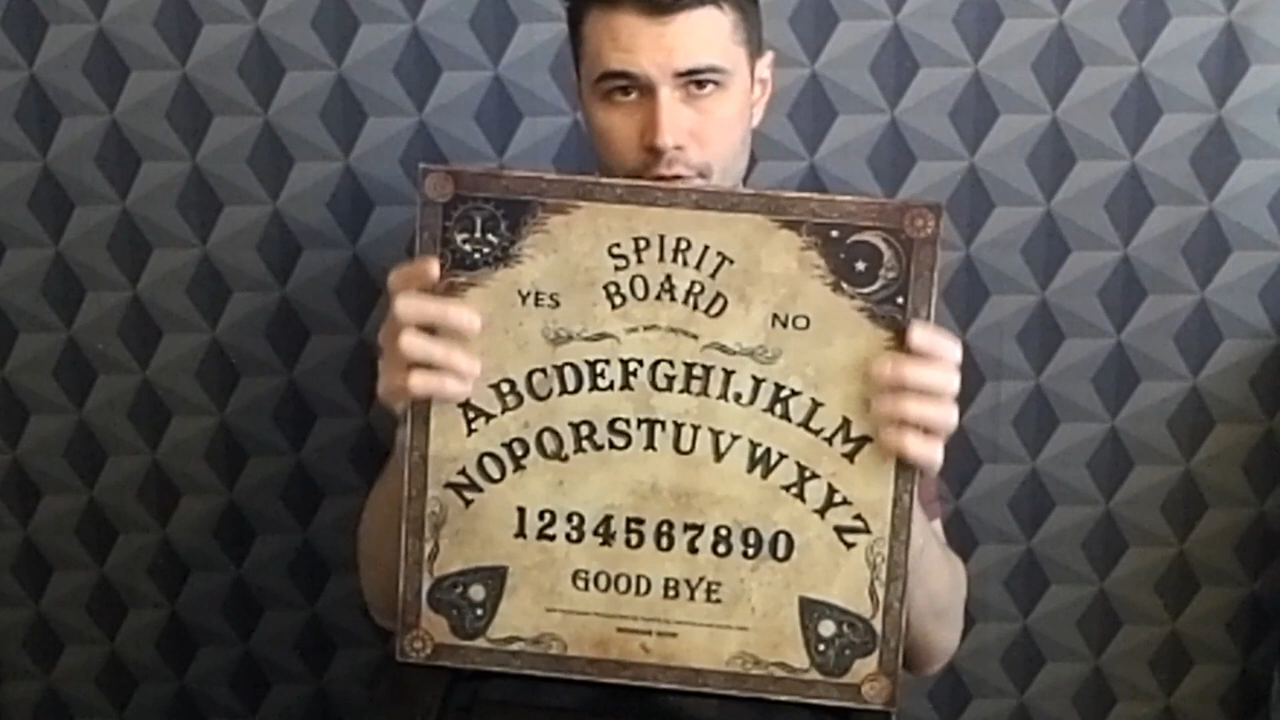 SPIRIT
BOARD
YES NO
ABCDEFGHIJKLM
NOPQRSTUVWXYZ
1234567890
GOOD BYE